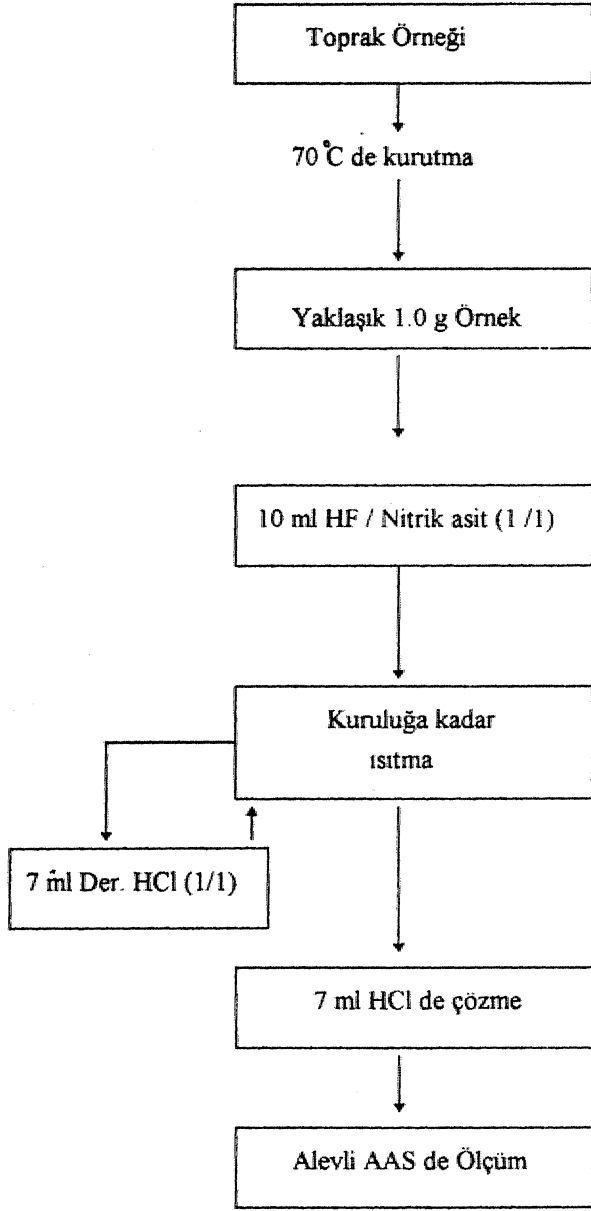 Toprak Örneği
70°C de kurutma
Yaklaşık 1.0 g Örnek
10 ml HF / Nitrik asit (1 /1)
Kuruluğa kadar
ısıtma
7 ml Der. HCl (1/1)
7 ml HCl de çözme
Alevli AAS de Ölçüm